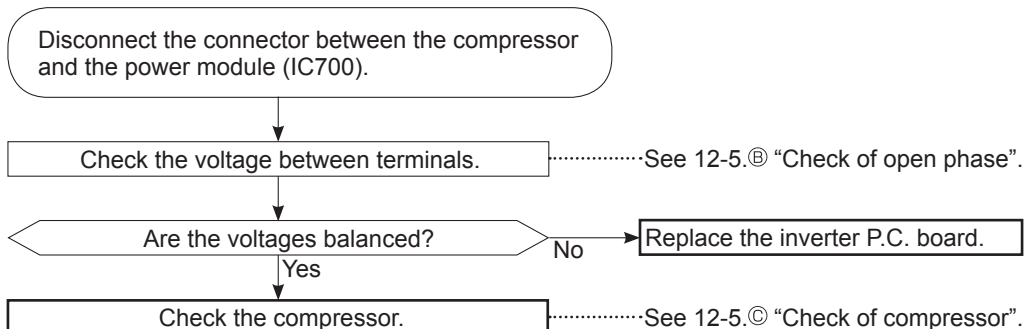 Disconnect the connector between the compressor
and the power module (IC700).
Check the voltage between terminals.
See 12-5.Ⓑ “Check of open phase”.
Are the voltages balanced?
No
Replace the inverter P.C. board.
Yes
Check the compressor.
See 12-5.Ⓒ “Check of compressor”.